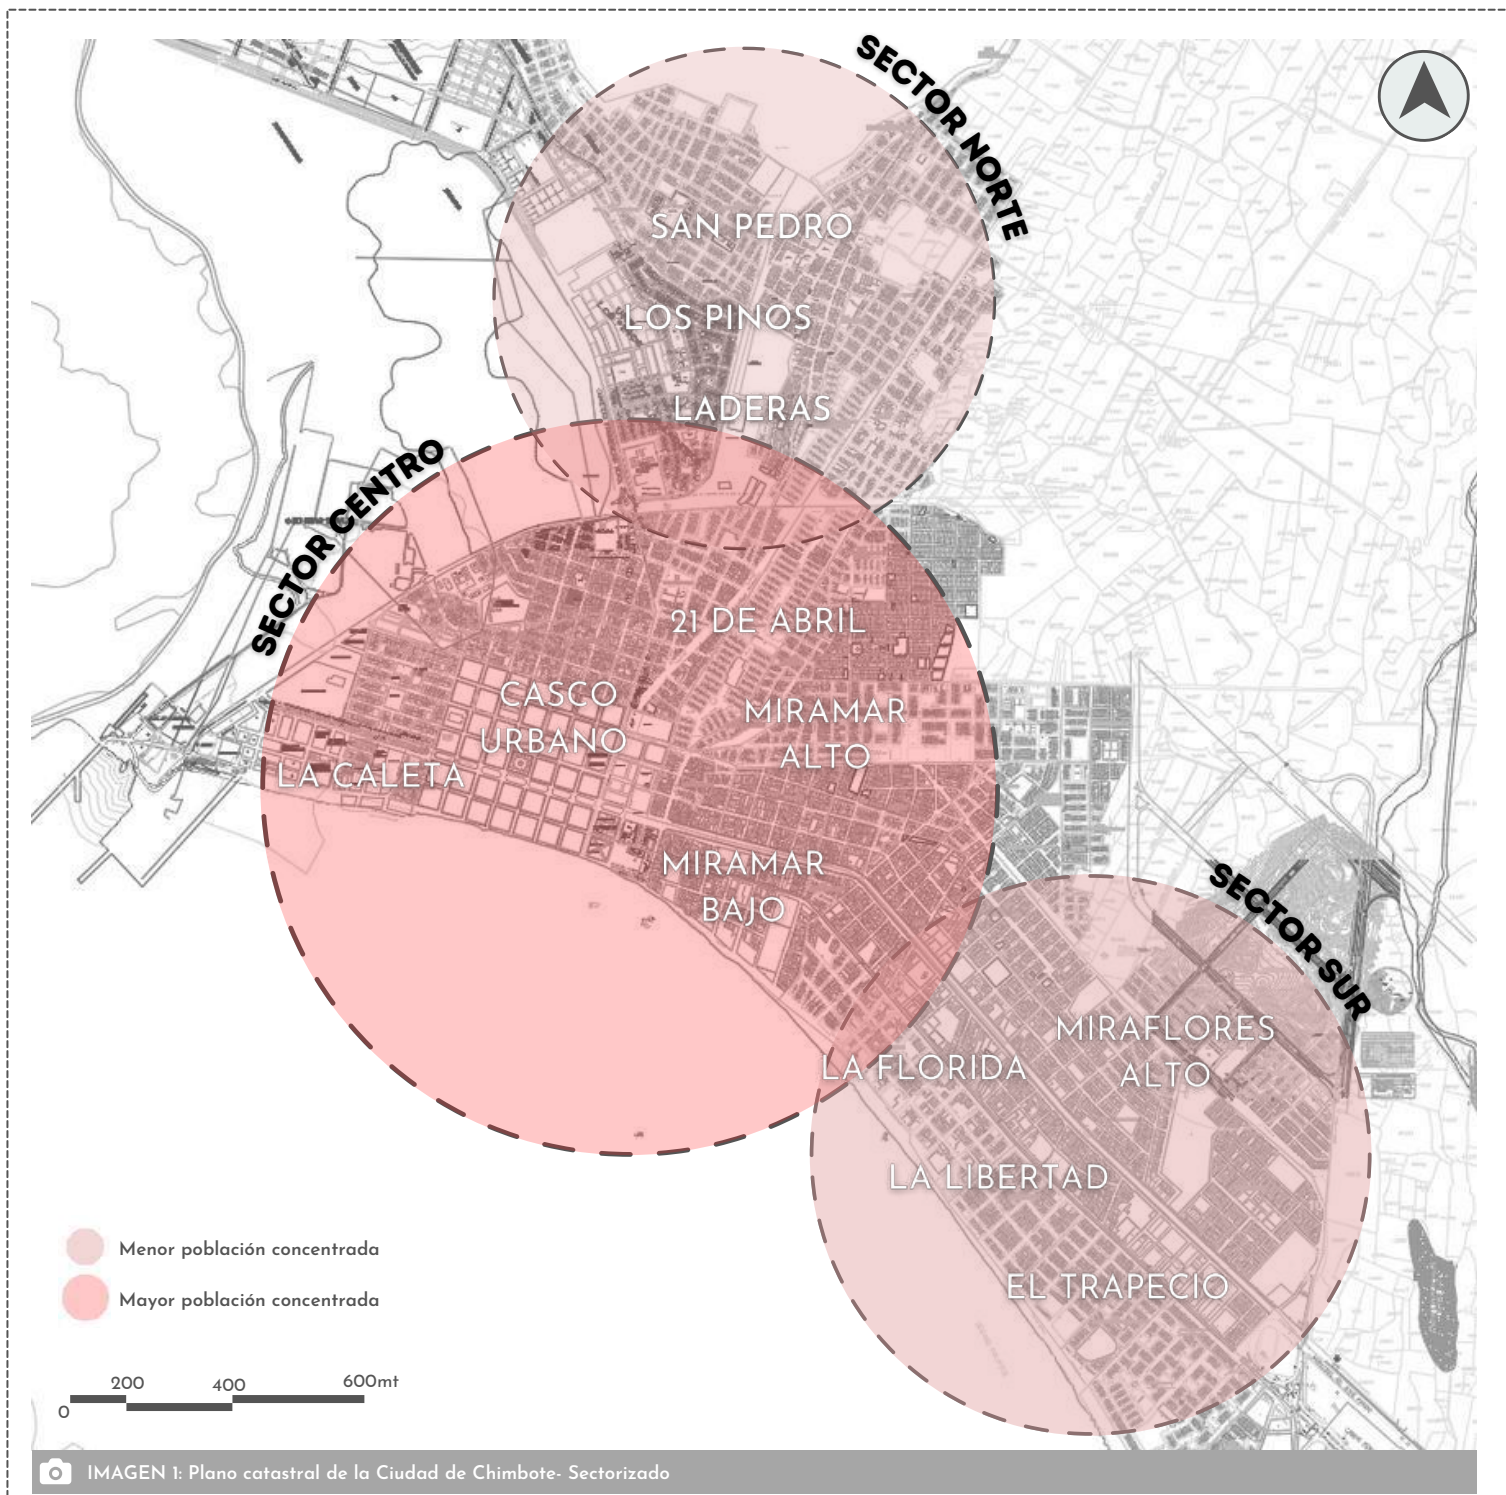 SECTOR NORTE
SAN PEDRO
LOS PINOS
LADERAS
SECTOR CENTRO
21 DE ABRIL
CASCO
URBANO
MIRAMAR
ALTO
LA CALETA
MIRAMAR
BAJO
SECTOR SUR
MIRAFLORES
ALTO
LA FLORIDA
LA LIBERTAD
EL TRAPECIO
Menor población concentrada
Mayor población concentrada
0 200 400 600mt
IMAGEN 1: Plano catastral de la Ciudad de Chimbote- Sectorizado